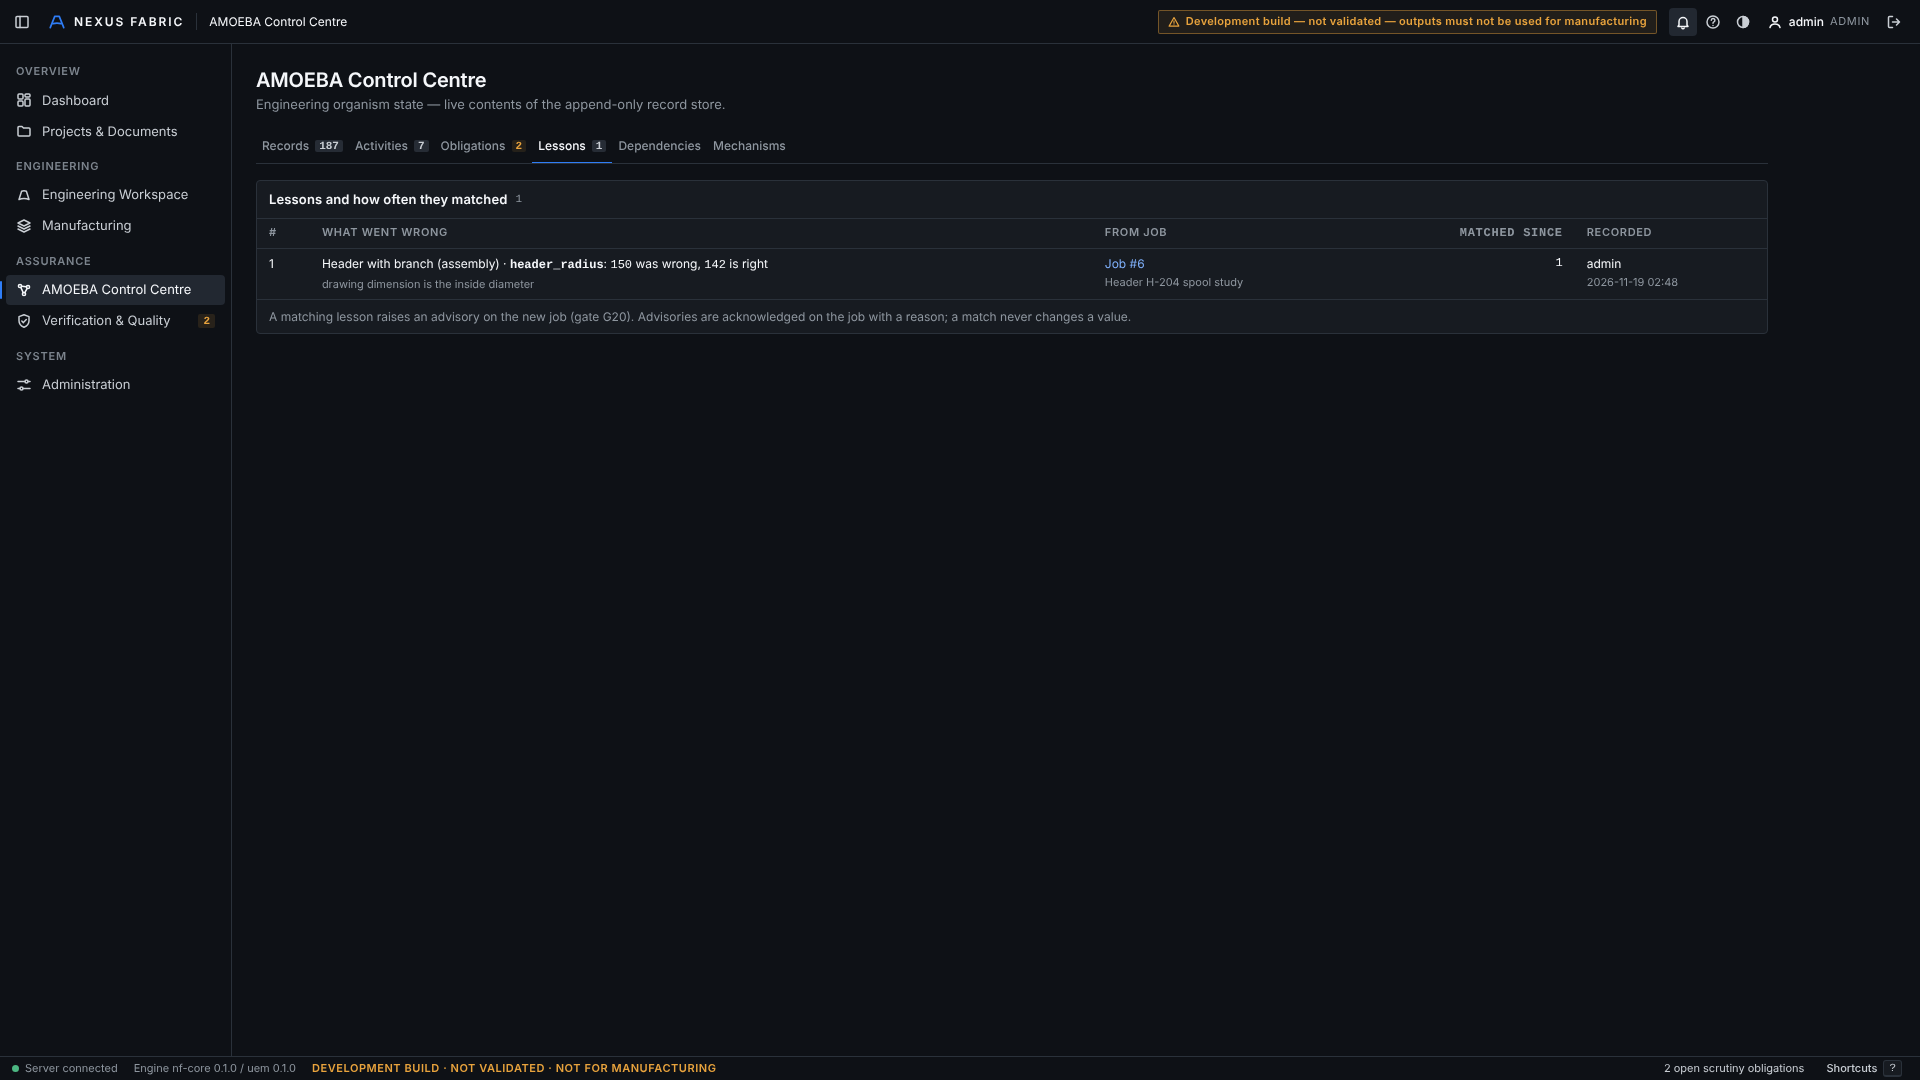 NEXUS FABRIC AMOEBA Control Centre
Development build — not validated — outputs must not be used for manufacturing
admin ADMIN
OVERVIEW
Dashboard
Projects & Documents
ENGINEERING
Engineering Workspace
Manufacturing
ASSURANCE
AMOEBA Control Centre
Verification & Quality 2
SYSTEM
Administration
AMOEBA Control Centre
Engineering organism state — live contents of the append-only record store.
Records 187 Activities 7 Obligations 2 Lessons 1 Dependencies Mechanisms
Lessons and how often they matched 1
# WHAT WENT WRONG FROM JOB MATCHED SINCE RECORDED
1 Header with branch (assembly) · header_radius: 150 was wrong, 142 is right Job #6 1 admin
drawing dimension is the inside diameter Header H-204 spool study 2026-11-19 02:48
A matching lesson raises an advisory on the new job (gate G20). Advisories are acknowledged on the job with a reason; a match never changes a value.
Server connected Engine nf-core 0.1.0 / uem 0.1.0 DEVELOPMENT BUILD · NOT VALIDATED · NOT FOR MANUFACTURING 2 open scrutiny obligations Shortcuts ?